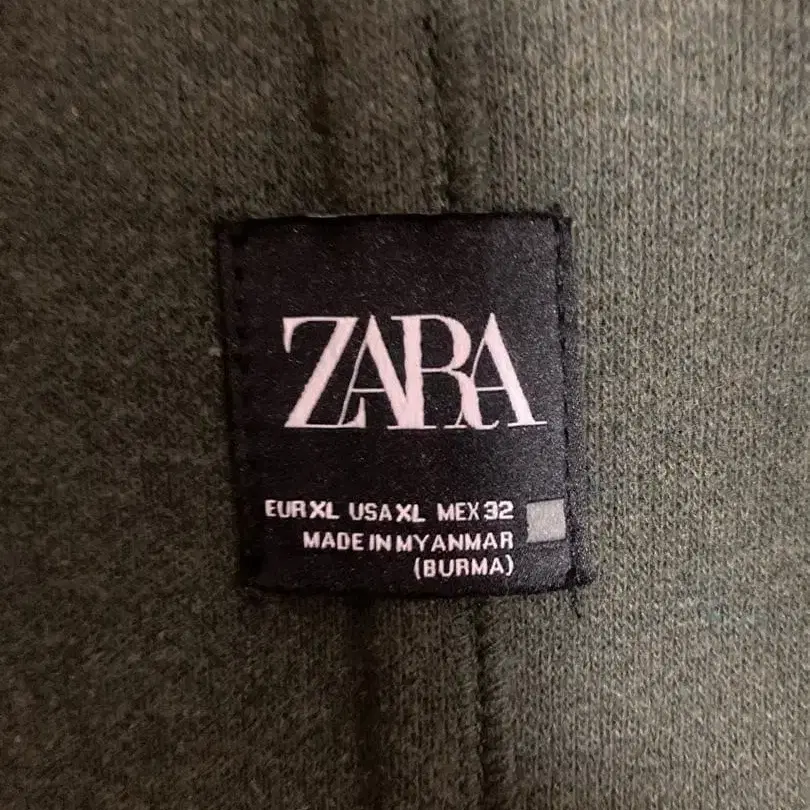 ZARA
EUR XL USA XL MEX 32
MADE IN MYANMAR
(BURMA)